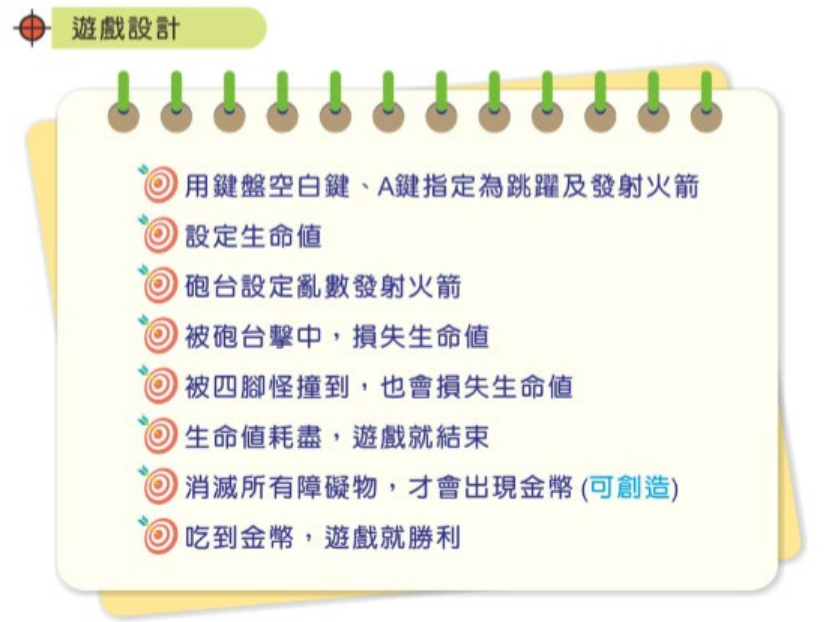 遊戲設計
用鍵盤空白鍵、A鍵指定為跳躍及發射火箭
設定生命值
砲台設定亂數發射火箭
被砲台擊中，損失生命值
被四腳怪撞到，也會損失生命值
生命值耗盡，遊戲就結束
消滅所有障礙物，才會出現金幣 (可創造)
吃到金幣，遊戲就勝利